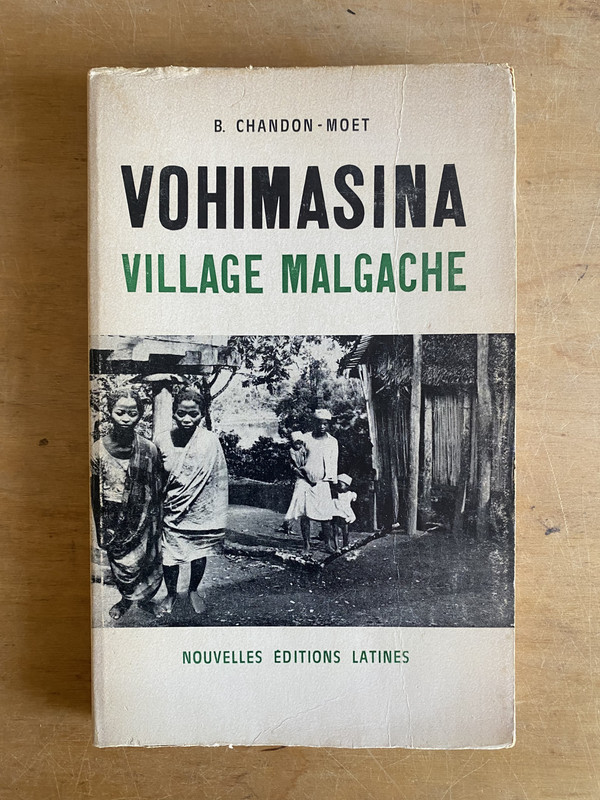 B. CHANDON-MOET
VOHIMASINA
VILLAGE MALGACHE
NOUVELLES ÉDITIONS LATINES